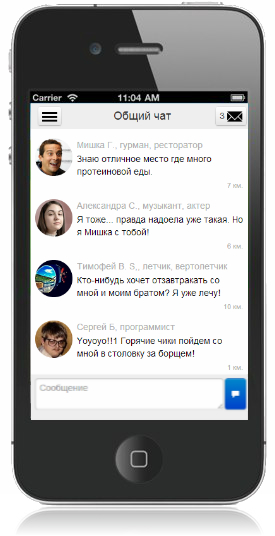 Carrier 11:04 AM
Общий чат
3
Мишка Г., гурман, ресторатор
Знаю отличное место где много
протеиновой еды.
7 км.
Александра С., музыкант, актер
Я тоже... правда надоела уже такая. Но
я Мишка с тобой!
6 км.
Тимофей В. S,, летчик, вертолетчик
Кто-нибудь хочет отзавтракать со
мной и моим братом? Я уже лечу!
10 км.
Сергей Б, программист
Yoyoyo!!1 Горячие чики пойдем со
мной в столовку за борщем!
1 км.
Сообщение